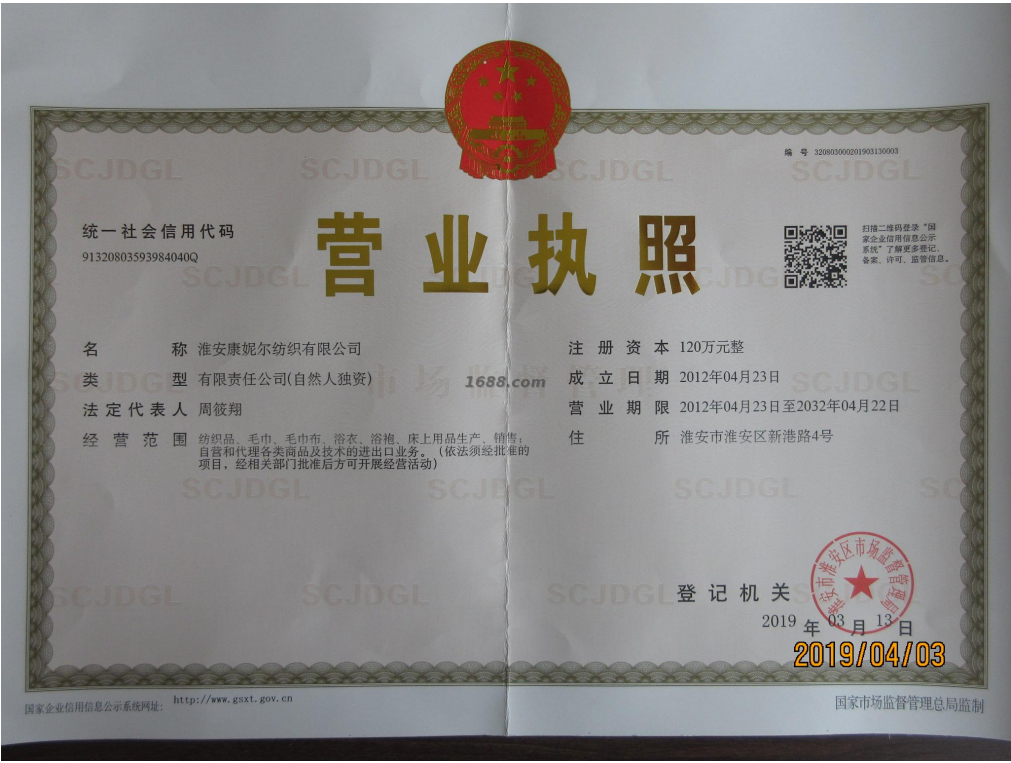 编 号 320803000201903130003
统一社会信用代码
91320803593984040Q
营业执照
扫描二维码登录“国
家企业信用信息公示
系统”了解更多登记、
备案、许可、监管信息。
名 称 淮安康妮尔纺织有限公司
类 型 有限责任公司(自然人独资)
法定代表人 周筱翔
经营范围 纺织品、毛巾、毛巾布、浴衣、浴袍、床上用品生产、销售;
自营和代理各类商品及技术的进出口业务。(依法须经批准的
项目,经相关部门批准后方可开展经营活动)
注册资本 120万元整
成立日期 2012年04月23日
营业期限 2012年04月23日至2032年04月22日
住 所 淮安市淮安区新港路4号
1688.com
市场监督管理
SCJDGL
登记机关
淮安市淮安区市场监督管理局
2019 年 03 月 13 日
2019/04/03
国家企业信用信息公示系统网址: http://www.gsxt.gov.cn
国家市场监督管理总局监制